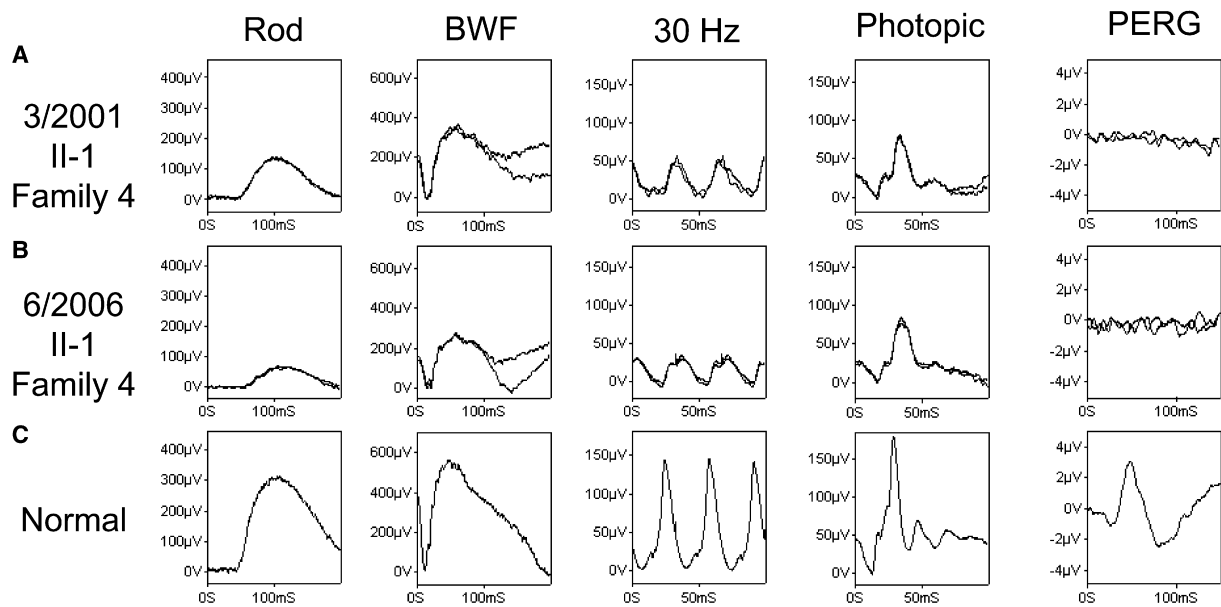 Rod BWF 30 Hz Photopic PERG
A
3/2001
II-1
Family 4
400µV 300µV 200µV 100µV 0V
0S 100mS
600µV 400µV 200µV 0V
0S 100mS
150µV 100µV 50µV 0V
0S 50mS
150µV 100µV 50µV 0V
0S 50mS
4µV 2µV 0V -2µV -4µV
0S 100mS
B
6/2006
II-1
Family 4
400µV 300µV 200µV 100µV 0V
0S 100mS
600µV 400µV 200µV 0V
0S 100mS
150µV 100µV 50µV 0V
0S 50mS
150µV 100µV 50µV 0V
0S 50mS
4µV 2µV 0V -2µV -4µV
0S 100mS
C
Normal
400µV 300µV 200µV 100µV 0V
0S 100mS
600µV 400µV 200µV 0V
0S 100mS
150µV 100µV 50µV 0V
0S 50mS
150µV 100µV 50µV 0V
0S 50mS
4µV 2µV 0V -2µV -4µV
0S 100mS